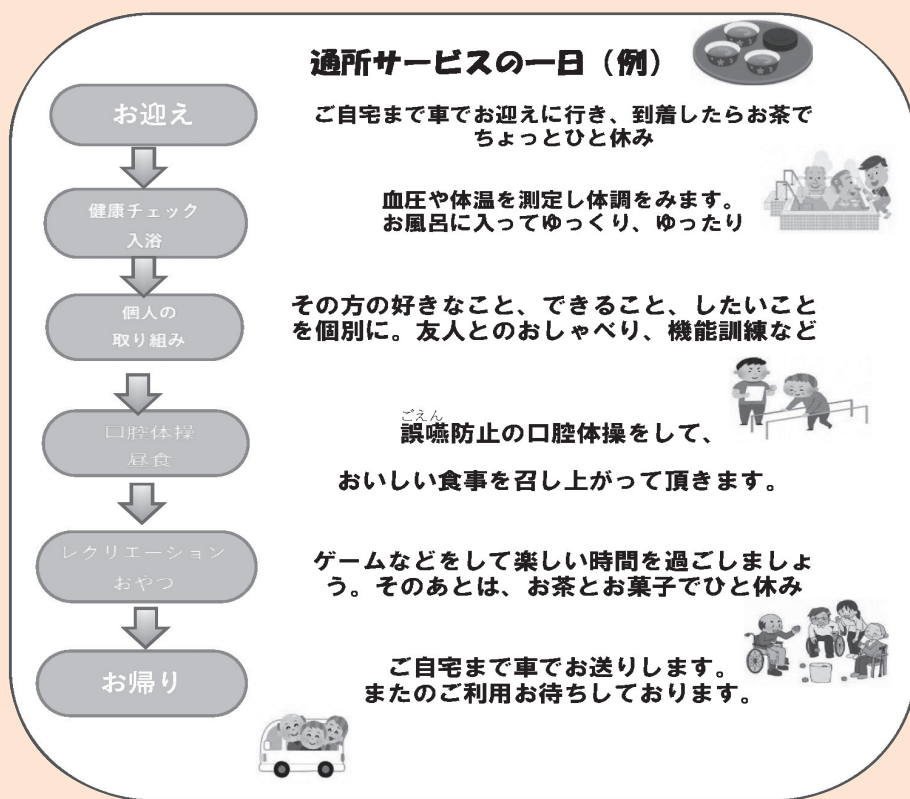 通所サービスの一日（例）
お迎え
ご自宅まで車でお迎えに行き、到着したらお茶で
ちょっとひと休み
健康チェック
入浴
血圧や体温を測定し体調をみます。
お風呂に入ってゆっくり、ゆったり
個人の
取り組み
その方の好きなこと、できること、したいこと
を個別に。友人とのおしゃべり、機能訓練など
口腔体操
昼食
ごえん
誤嚥防止の口腔体操をして、
おいしい食事を召し上がって頂きます。
レクリエーション
おやつ
ゲームなどをして楽しい時間を過ごしましょ
う。そのあとは、お茶とお菓子でひと休み
お帰り
ご自宅まで車でお送りします。
またのご利用お待ちしております。